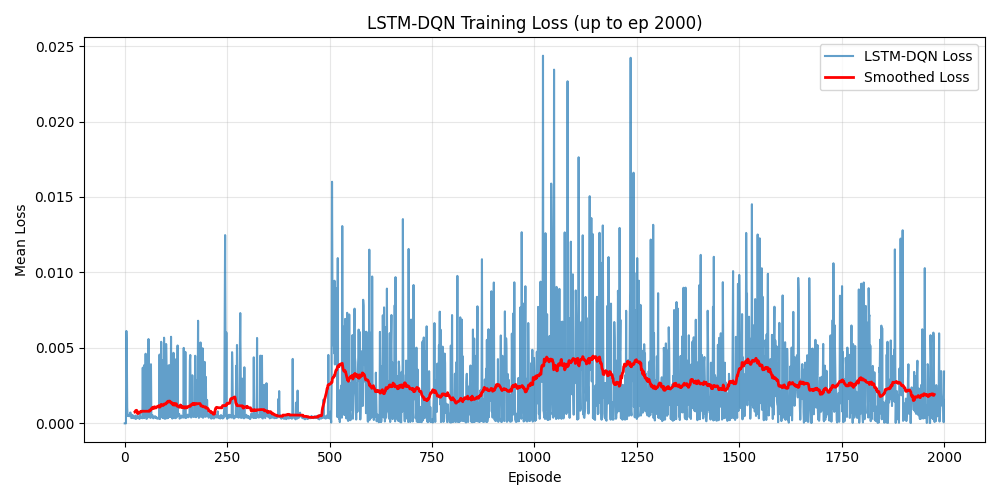 LSTM-DQN Training Loss (up to ep 2000)
LSTM-DQN Loss
Smoothed Loss
Mean Loss
0.025
0.020
0.015
0.010
0.005
0.000
0 250 500 750 1000 1250 1500 1750 2000
Episode